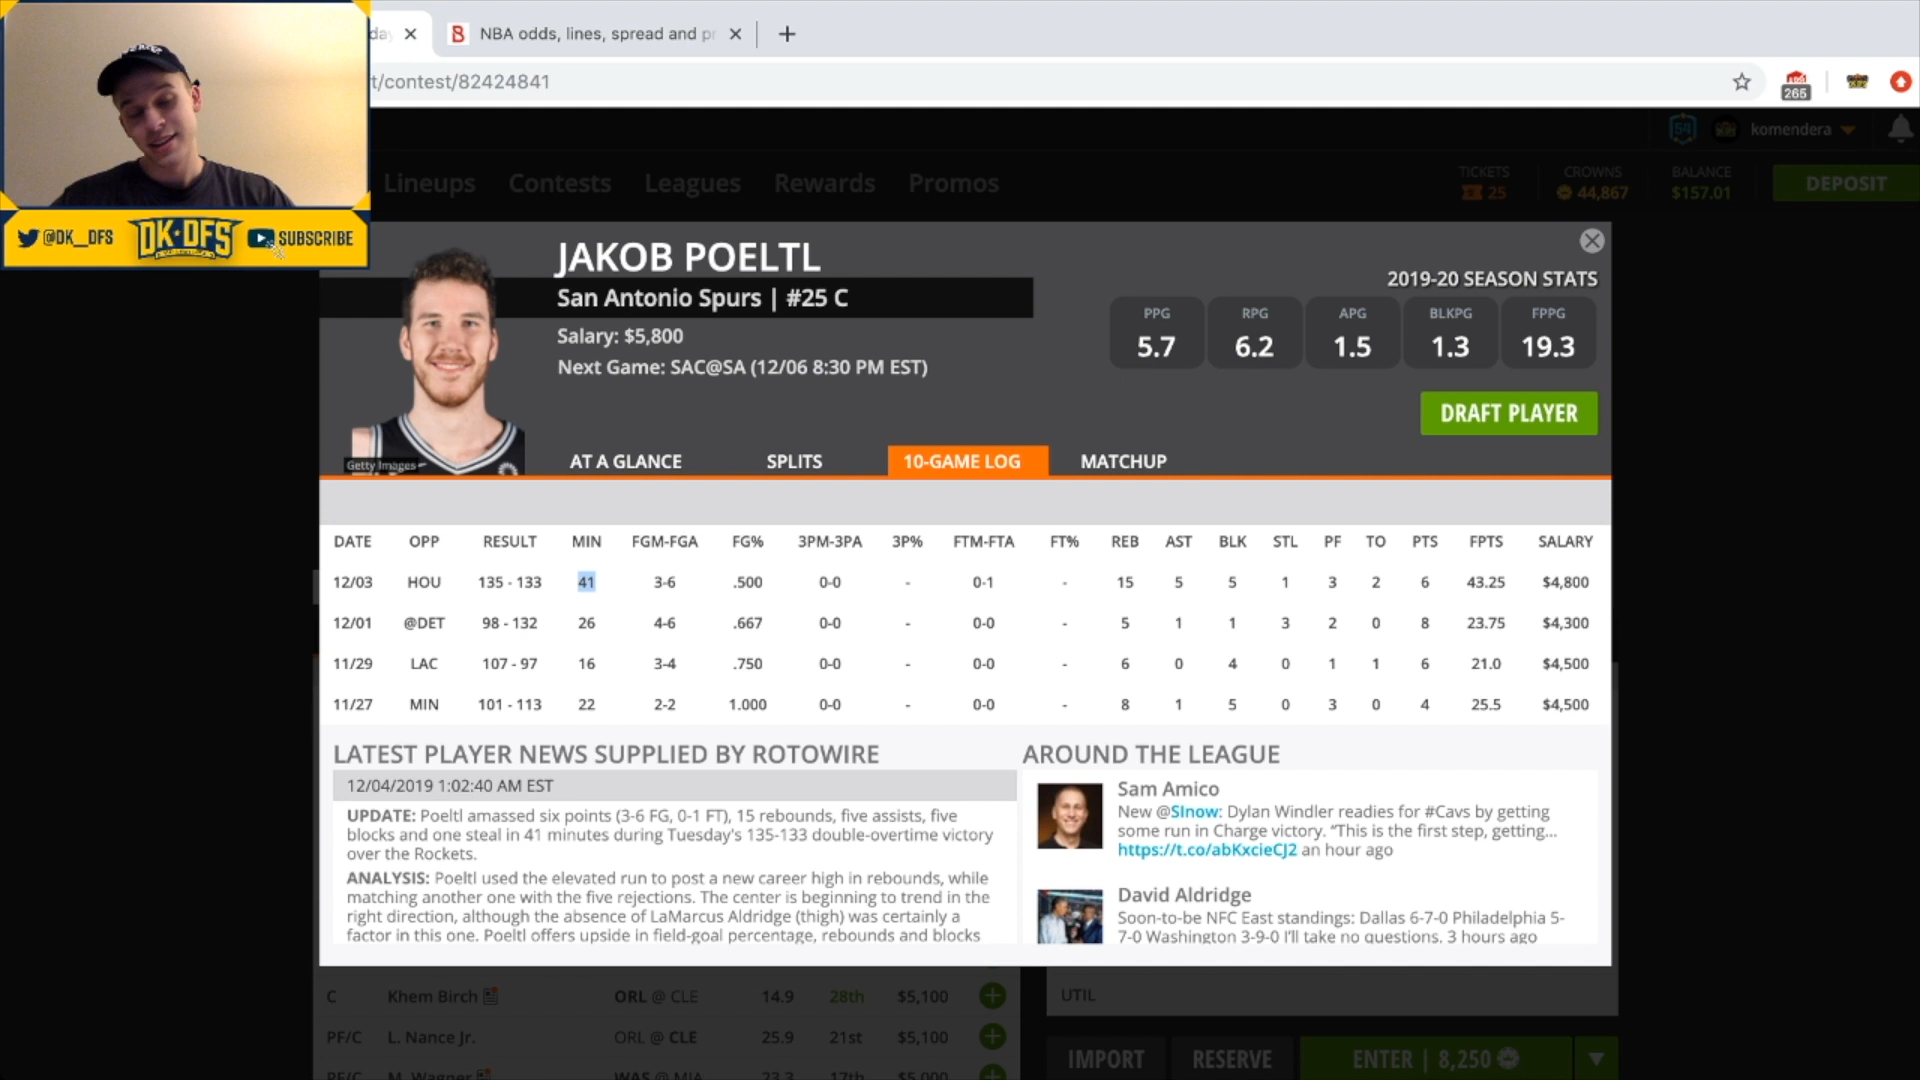 NBA odds, lines, spread and pr
t/contest/82424841
265
54
komendera
Lineups
Contests
Leagues
Rewards
Promos
TICKETS
25
CROWNS
44,867
BALANCE
$157.01
DEPOSIT
@DK__DFS
DK★DFS
SUBSCRIBE
JAKOB POELTL
San Antonio Spurs | #25 C
Salary: $5,800
Next Game: SAC@SA (12/06 8:30 PM EST)
Getty Images
2019-20 SEASON STATS
PPG RPG APG BLKPG FPPG
5.7 6.2 1.5 1.3 19.3
DRAFT PLAYER
AT A GLANCE SPLITS 10-GAME LOG MATCHUP
DATE OPP RESULT MIN FGM-FGA FG% 3PM-3PA 3P% FTM-FTA FT% REB AST BLK STL PF TO PTS FPTS SALARY
12/03 HOU 135 - 133 41 3-6 .500 0-0 - 0-1 - 15 5 5 1 3 2 6 43.25 $4,800
12/01 @DET 98 - 132 26 4-6 .667 0-0 - 0-0 - 5 1 1 3 2 0 8 23.75 $4,300
11/29 LAC 107 - 97 16 3-4 .750 0-0 - 0-0 - 6 0 4 0 1 1 6 21.0 $4,500
11/27 MIN 101 - 113 22 2-2 1.000 0-0 - 0-0 - 8 1 5 0 3 0 4 25.5 $4,500
LATEST PLAYER NEWS SUPPLIED BY ROTOWIRE
12/04/2019 1:02:40 AM EST
UPDATE: Poeltl amassed six points (3-6 FG, 0-1 FT), 15 rebounds, five assists, five
blocks and one steal in 41 minutes during Tuesday's 135-133 double-overtime victory
over the Rockets.
ANALYSIS: Poeltl used the elevated run to post a new career high in rebounds, while
matching another one with the five rejections. The center is beginning to trend in the
right direction, although the absence of LaMarcus Aldridge (thigh) was certainly a
factor in this one. Poeltl offers upside in field-goal percentage, rebounds and blocks
AROUND THE LEAGUE
Sam Amico
New @SInow: Dylan Windler readies for #Cavs by getting
some run in Charge victory. “This is the first step, getting...
https://t.co/abKxcieCJ2 an hour ago
David Aldridge
Soon-to-be NFC East standings: Dallas 6-7-0 Philadelphia 5-
7-0 Washington 3-9-0 I'll take no questions. 3 hours ago
C Khem Birch ORL @ CLE 14.9 28th $5,100
PF/C L. Nance Jr. ORL @ CLE 25.9 21st $5,100
PF/C M. Wagner WAS @ MIA 23.3 17th $5,000
UTIL
IMPORT
RESERVE
ENTER | 8,250